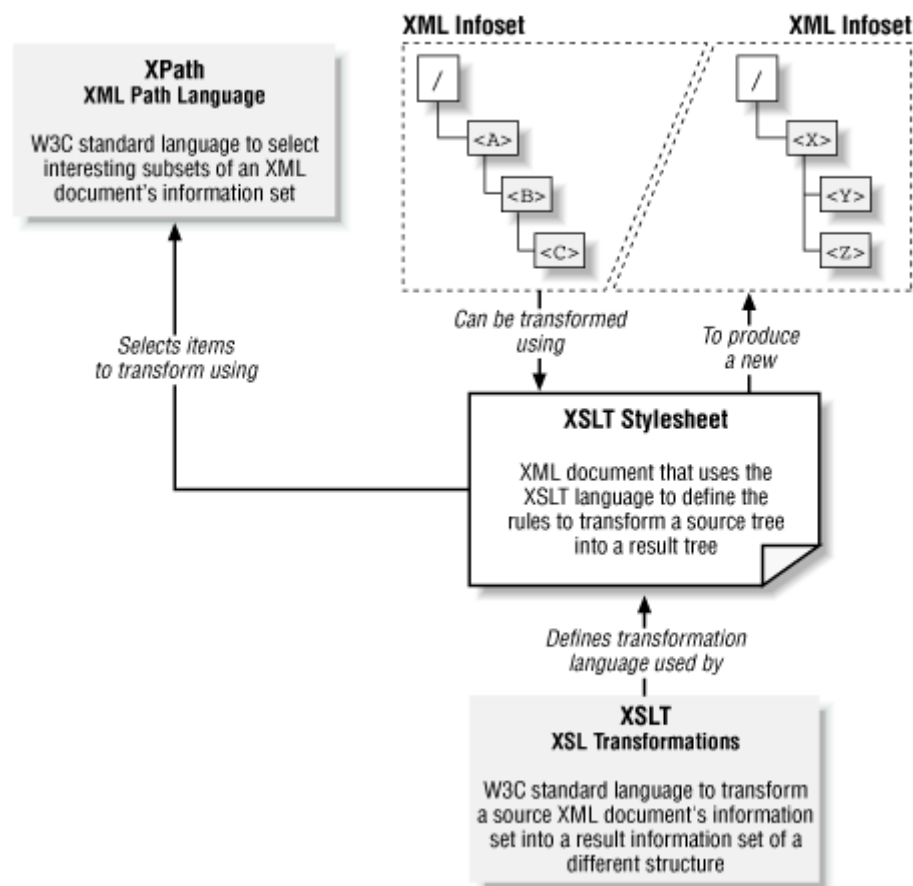 XML Infoset
XML Infoset
XPath
XML Path Language
W3C standard language to select
interesting subsets of an XML
document's information set
/
<A>
<B>
<C>
/
<X>
<Y>
<Z>
Selects items
to transform using
Can be transformed
using
To produce
a new
XSLT Stylesheet
XML document that uses the
XSLT language to define the
rules to transform a source tree
into a result tree
Defines transformation
language used by
XSLT
XSL Transformations
W3C standard language to transform
a source XML document's information
set into a result information set of a
different structure